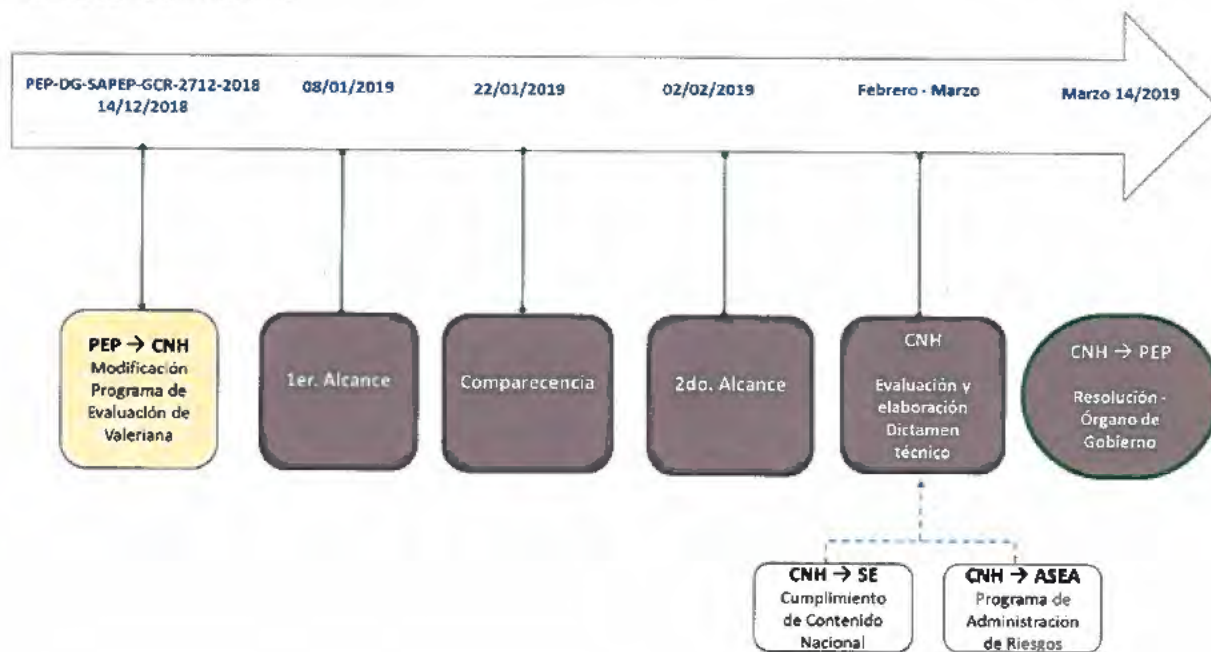 PEP-DG-SAPEP-GCR-2712-2018
14/12/2018
08/01/2019
22/01/2019
02/02/2019
Febrero - Marzo
Marzo 14/2019
PEP → CNH
Modificación
Programa de
Evaluación de
Valeriana
1er. Alcance
Comparecencia
2do. Alcance
CNH
Evaluación y
elaboración
Dictamen
técnico
CNH → PEP
Resolución -
Órgano de
Gobierno
CNH → SE
Cumplimiento
de Contenido
Nacional
CNH → ASEA
Programa de
Administración
de Riesgos